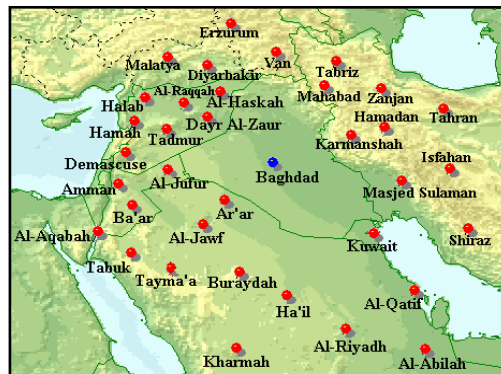 Erzurum
Van
Malatya
Diyarbakir
Tabriz
Al-Raqqah
Mahabad
Zanjan
Halab
Al-Haskah
Tahran
Hamah
Hamadan
Tadmur
Dayr Al-Zaur
Karmanshah
Demascuse
Isfahan
Al-Jufur
Baghdad
Amman
Masjed Sulaman
Ba'ar
Ar'ar
Al-Aqabah
Al-Jawf
Kuwait
Shiraz
Tabuk
Tayma'a
Buraydah
Ha'il
Al-Qatif
Al-Riyadh
Kharmah
Al-Abilah